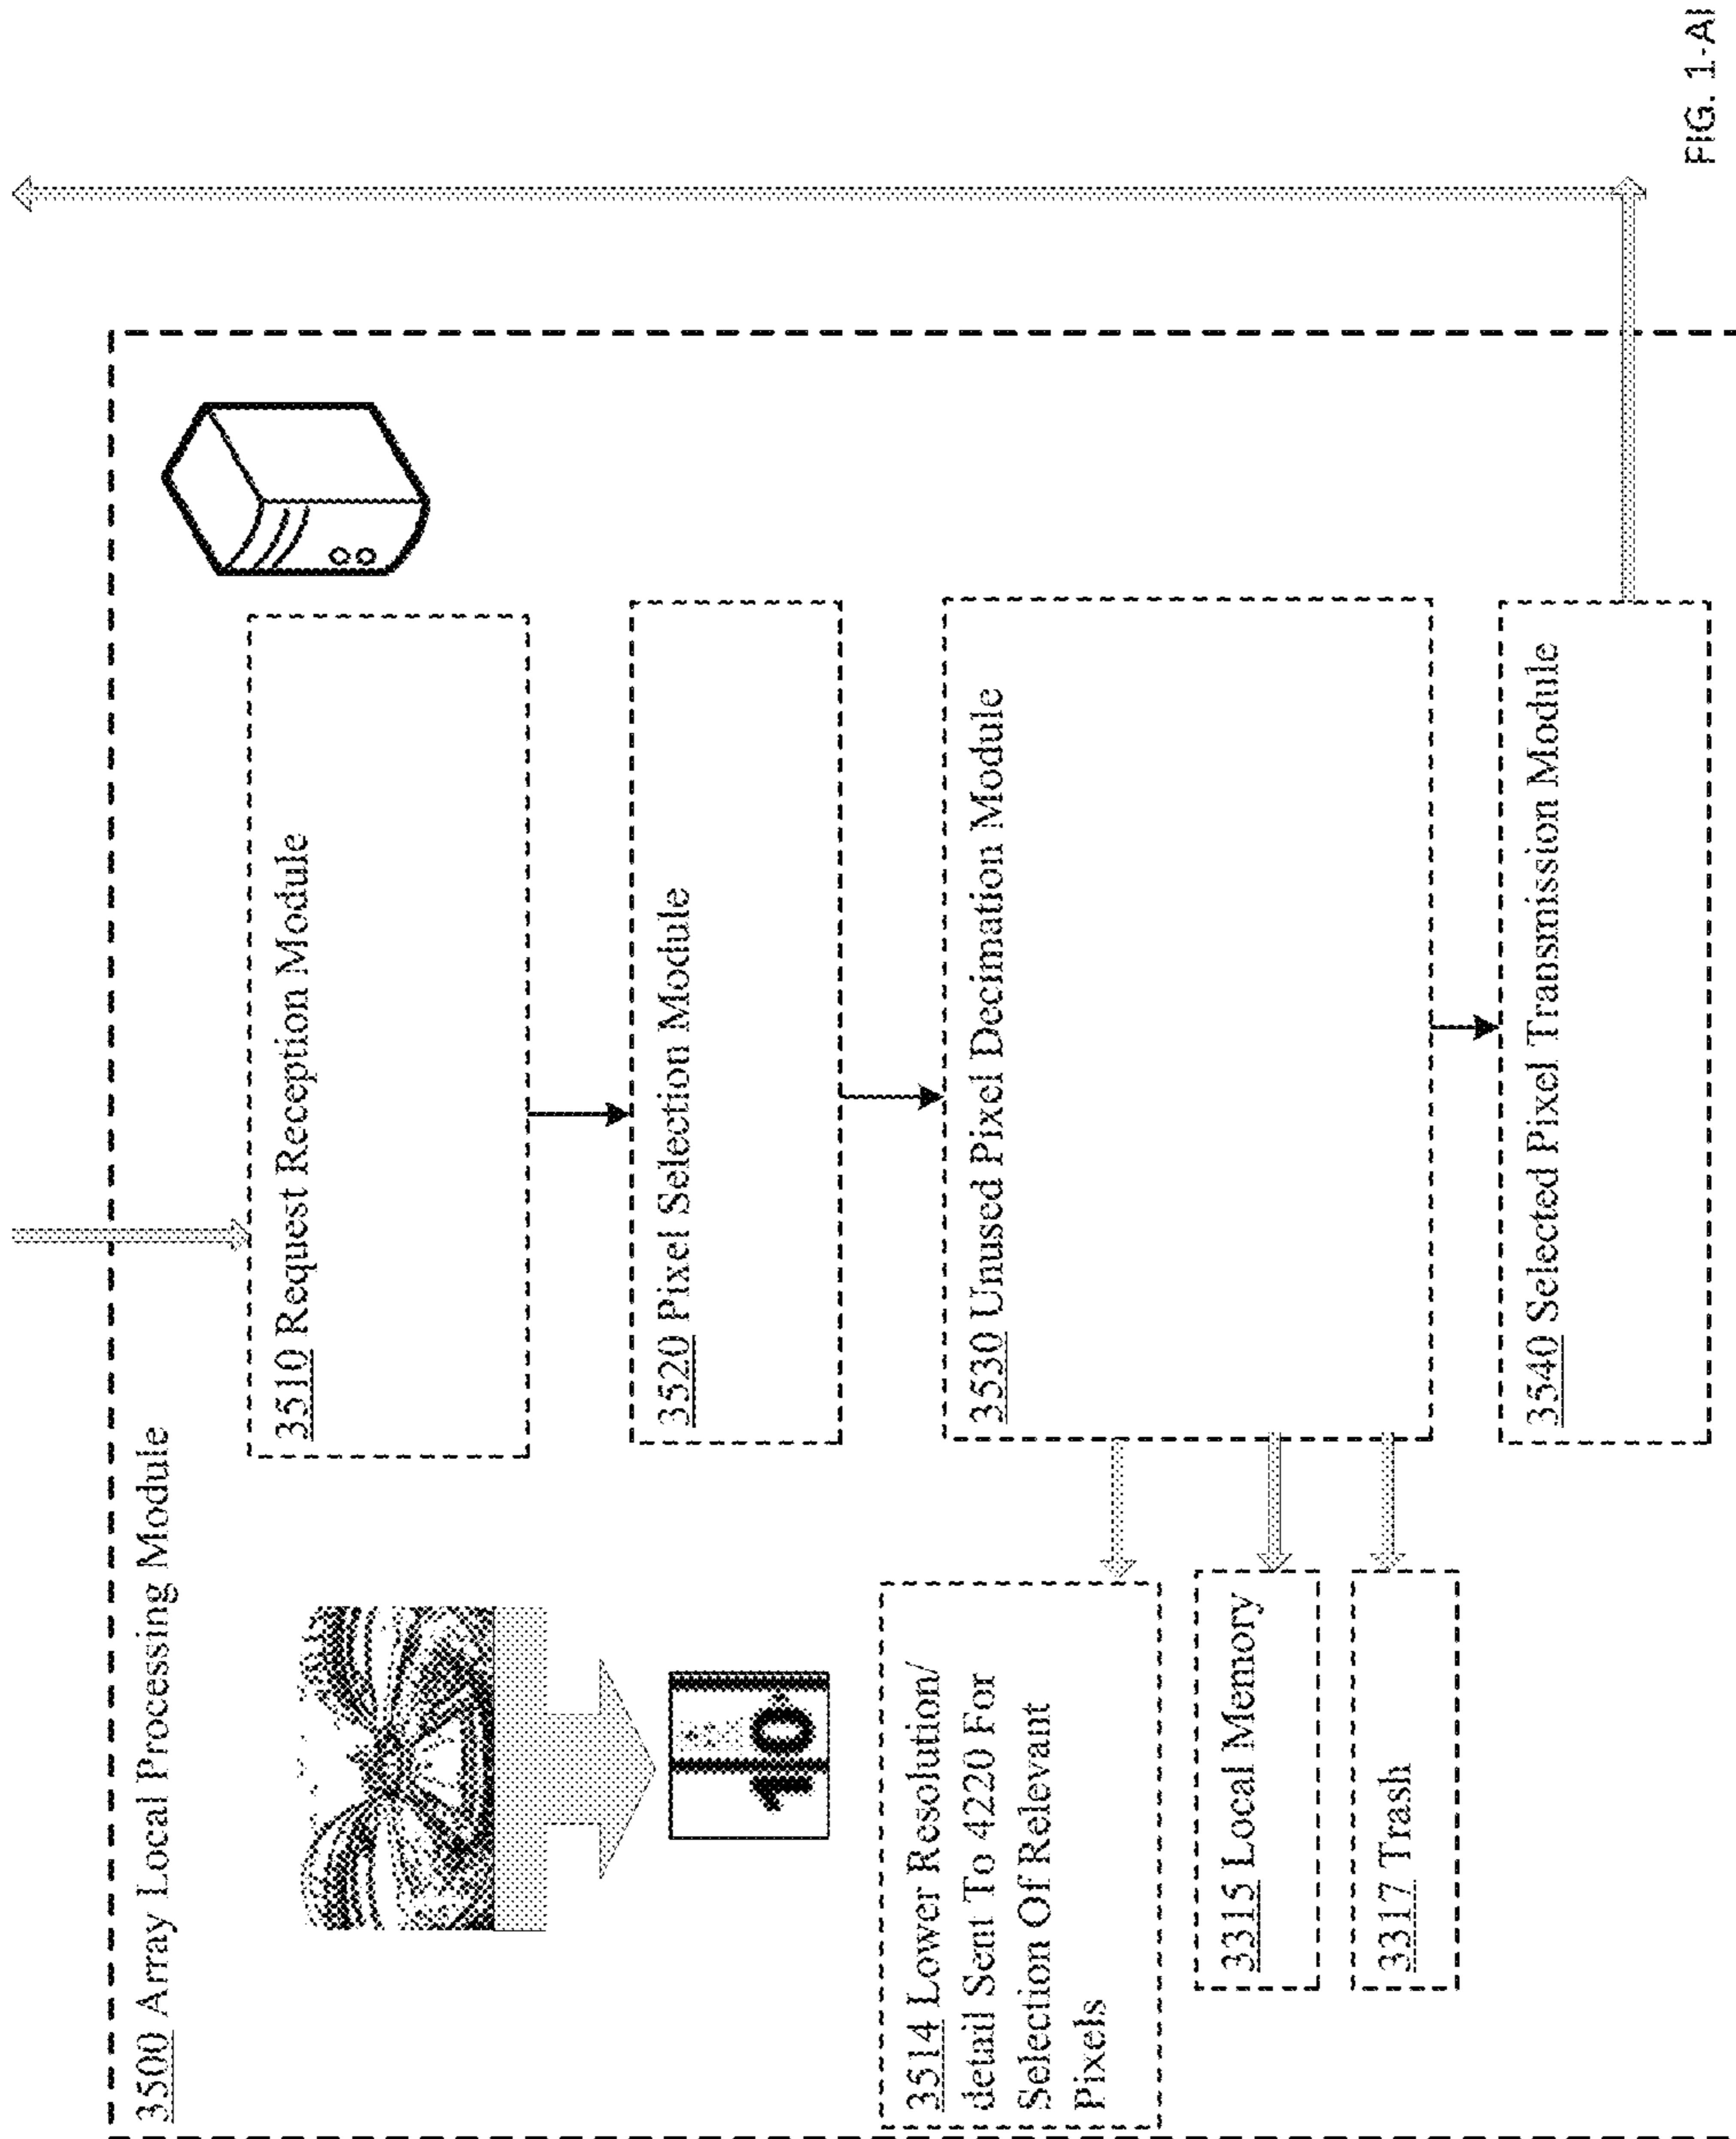 3500 Array Local Processing Module
3510 Request Reception Module
3520 Pixel Selection Module
10
3530 Unused Pixel Decimation Module
3514 Lower Resolution/
detail Sent To 4220 For
Selection Of Relevant
Pixels
3315 Local Memory
3317 Trash
3540 Selected Pixel Transmission Module
FIG. 1-AI